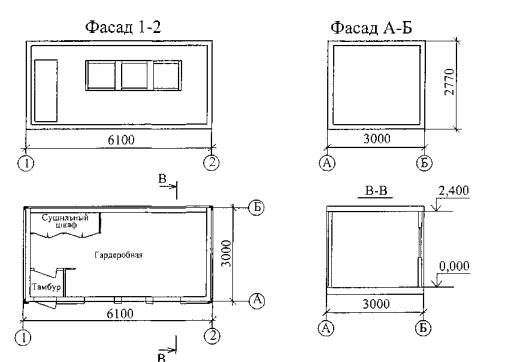 Фасад 1-2
Фасад А-Б
2770
6100
3000
1
2
А
Б
В
В-В
2,400
Б
Сушильный
шкаф
Гардеробная
3000
0,000
Тамбур
А
6100
3000
1
2
А
Б
В